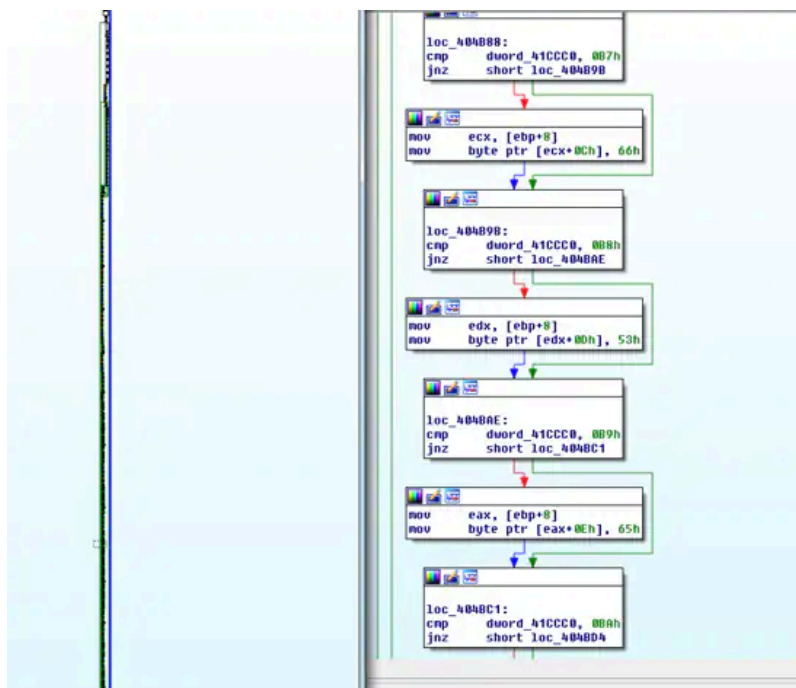 loc_404B88:
cmp dword_41CCC0, 0B7h
jnz short loc_404B9B
mov ecx, [ebp+8]
mov byte ptr [ecx+0Ch], 66h
loc_404B9B:
cmp dword_41CCC0, 0B8h
jnz short loc_404BAE
mov edx, [ebp+8]
mov byte ptr [edx+0Dh], 53h
loc_404BAE:
cmp dword_41CCC0, 0B9h
jnz short loc_404BC1
mov eax, [ebp+8]
mov byte ptr [eax+0Eh], 65h
loc_404BC1:
cmp dword_41CCC0, 0BAh
jnz short loc_404BD4